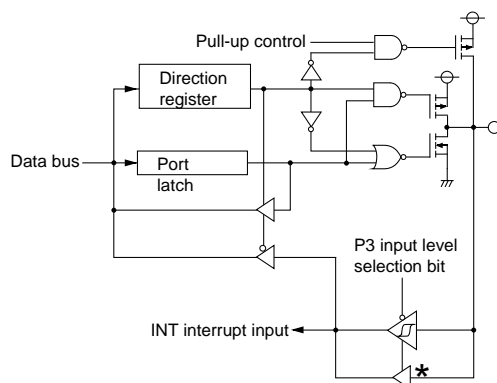 Pull-up control
Direction
register
Data bus
Port
latch
P3 input level
selection bit
INT interrupt input
*